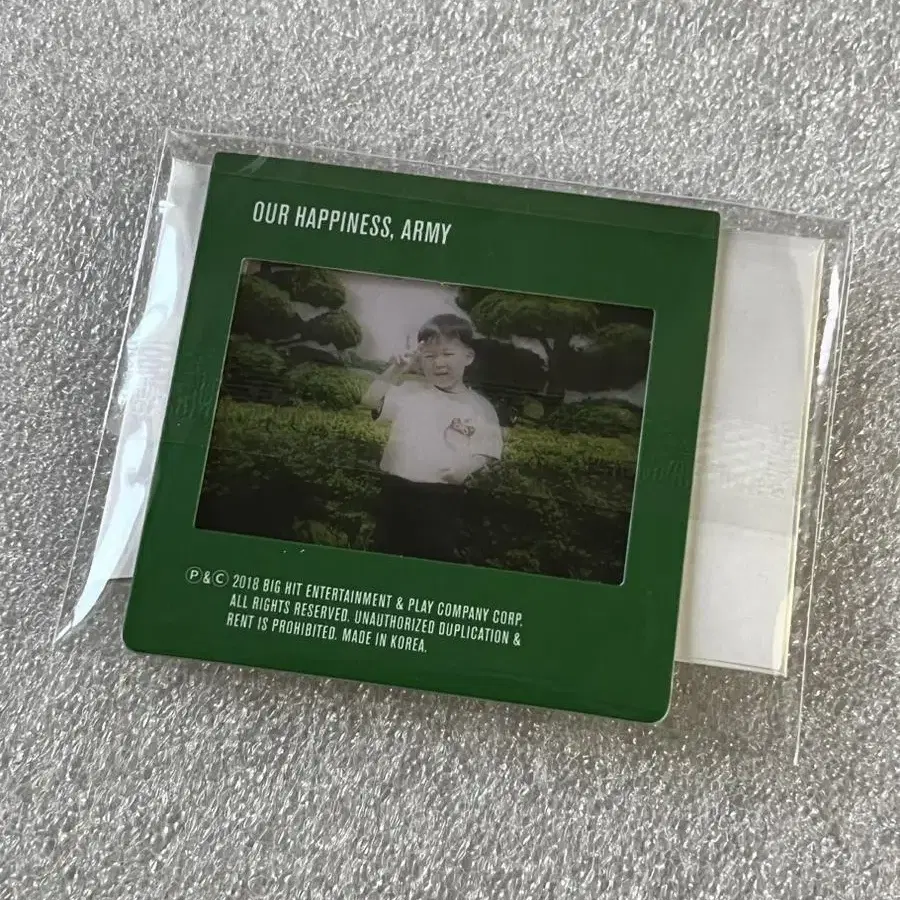 OUR HAPPINESS, ARMY
Ⓟ&Ⓒ 2018 BIG HIT ENTERTAINMENT & PLAY COMPANY CORP.
ALL RIGHTS RESERVED. UNAUTHORIZED DUPLICATION &
RENT IS PROHIBITED. MADE IN KOREA.